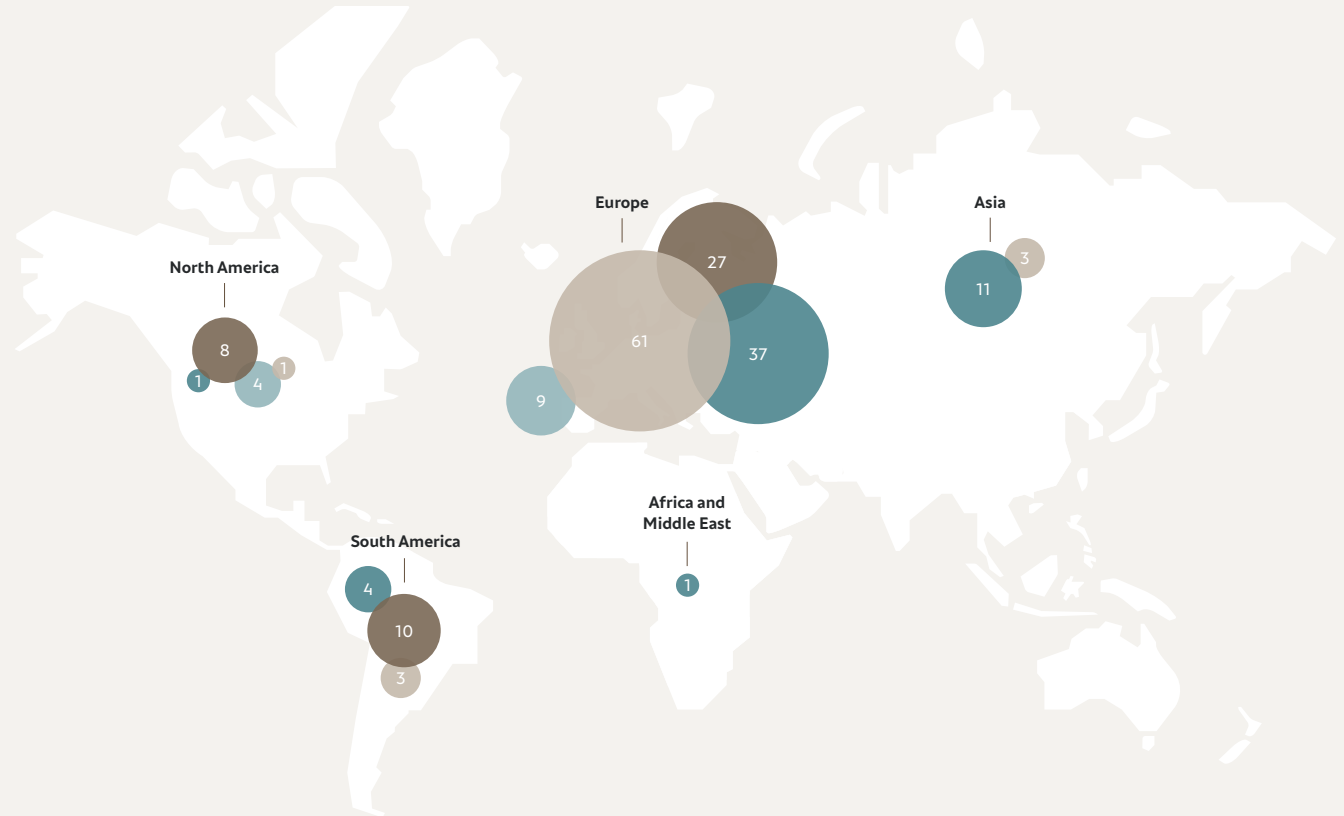 Europe
27
61
37
9
Asia
3
11
North America
8
1
4
1
Africa and
Middle East
1
South America
4
10
3